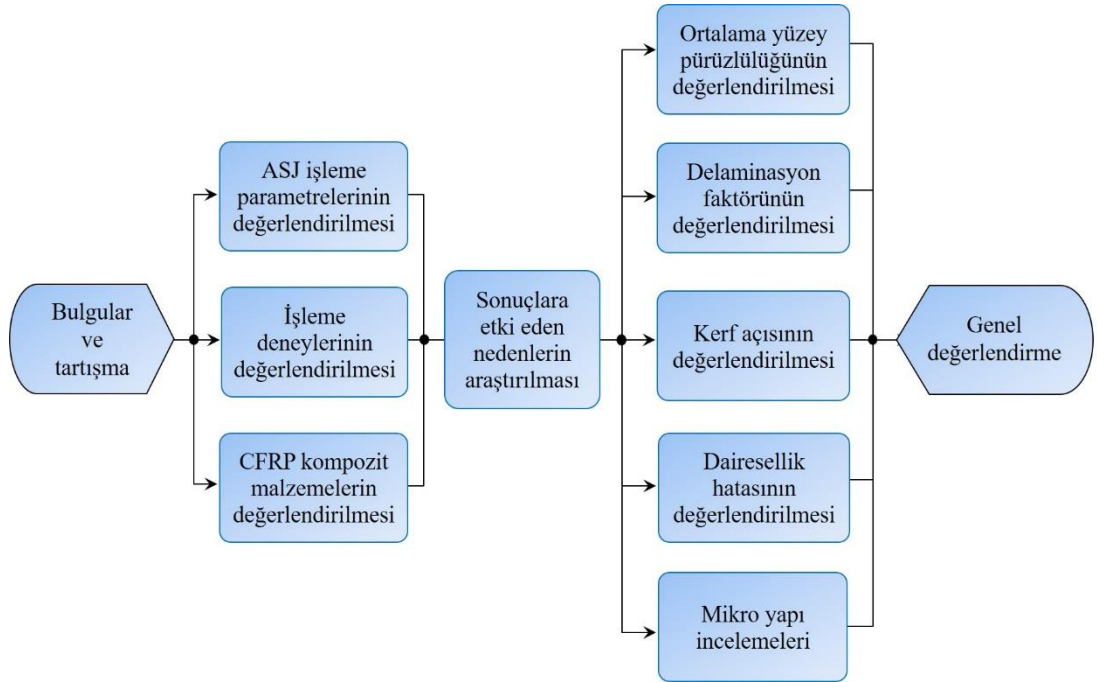 Bulgular
ve
tartışma
ASJ işleme
parametrelerinin
değerlendirilmesi
İşleme
deneylerinin
değerlendirilmesi
CFRP kompozit
malzemelerin
değerlendirilmesi
Sonuçlara
etki eden
nedenlerin
araştırılması
Ortalama yüzey
pürüzlülüğünün
değerlendirilmesi
Delaminasyon
faktörünün
değerlendirilmesi
Kerf açısının
değerlendirilmesi
Dairesellik
hatasının
değerlendirilmesi
Mikro yapı
incelemeleri
Genel
değerlendirme